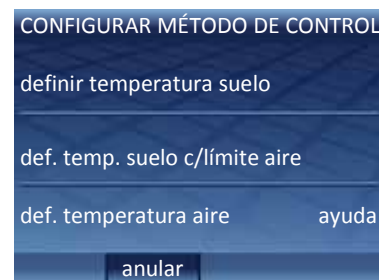 CONFIGURAR MÉTODO DE CONTROL
definir temperatura suelo
def. temp. suelo c/límite aire
def. temperatura aire ayuda
anular